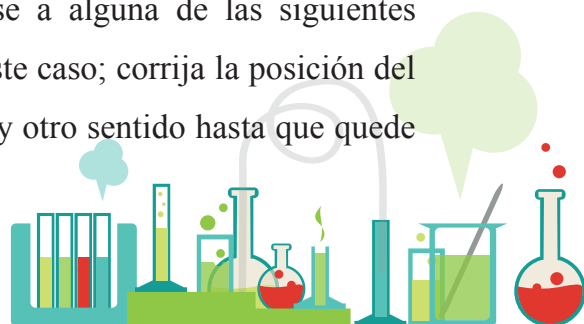 se a alguna de las siguientes
ste caso; corrija la posición del
y otro sentido hasta que quede